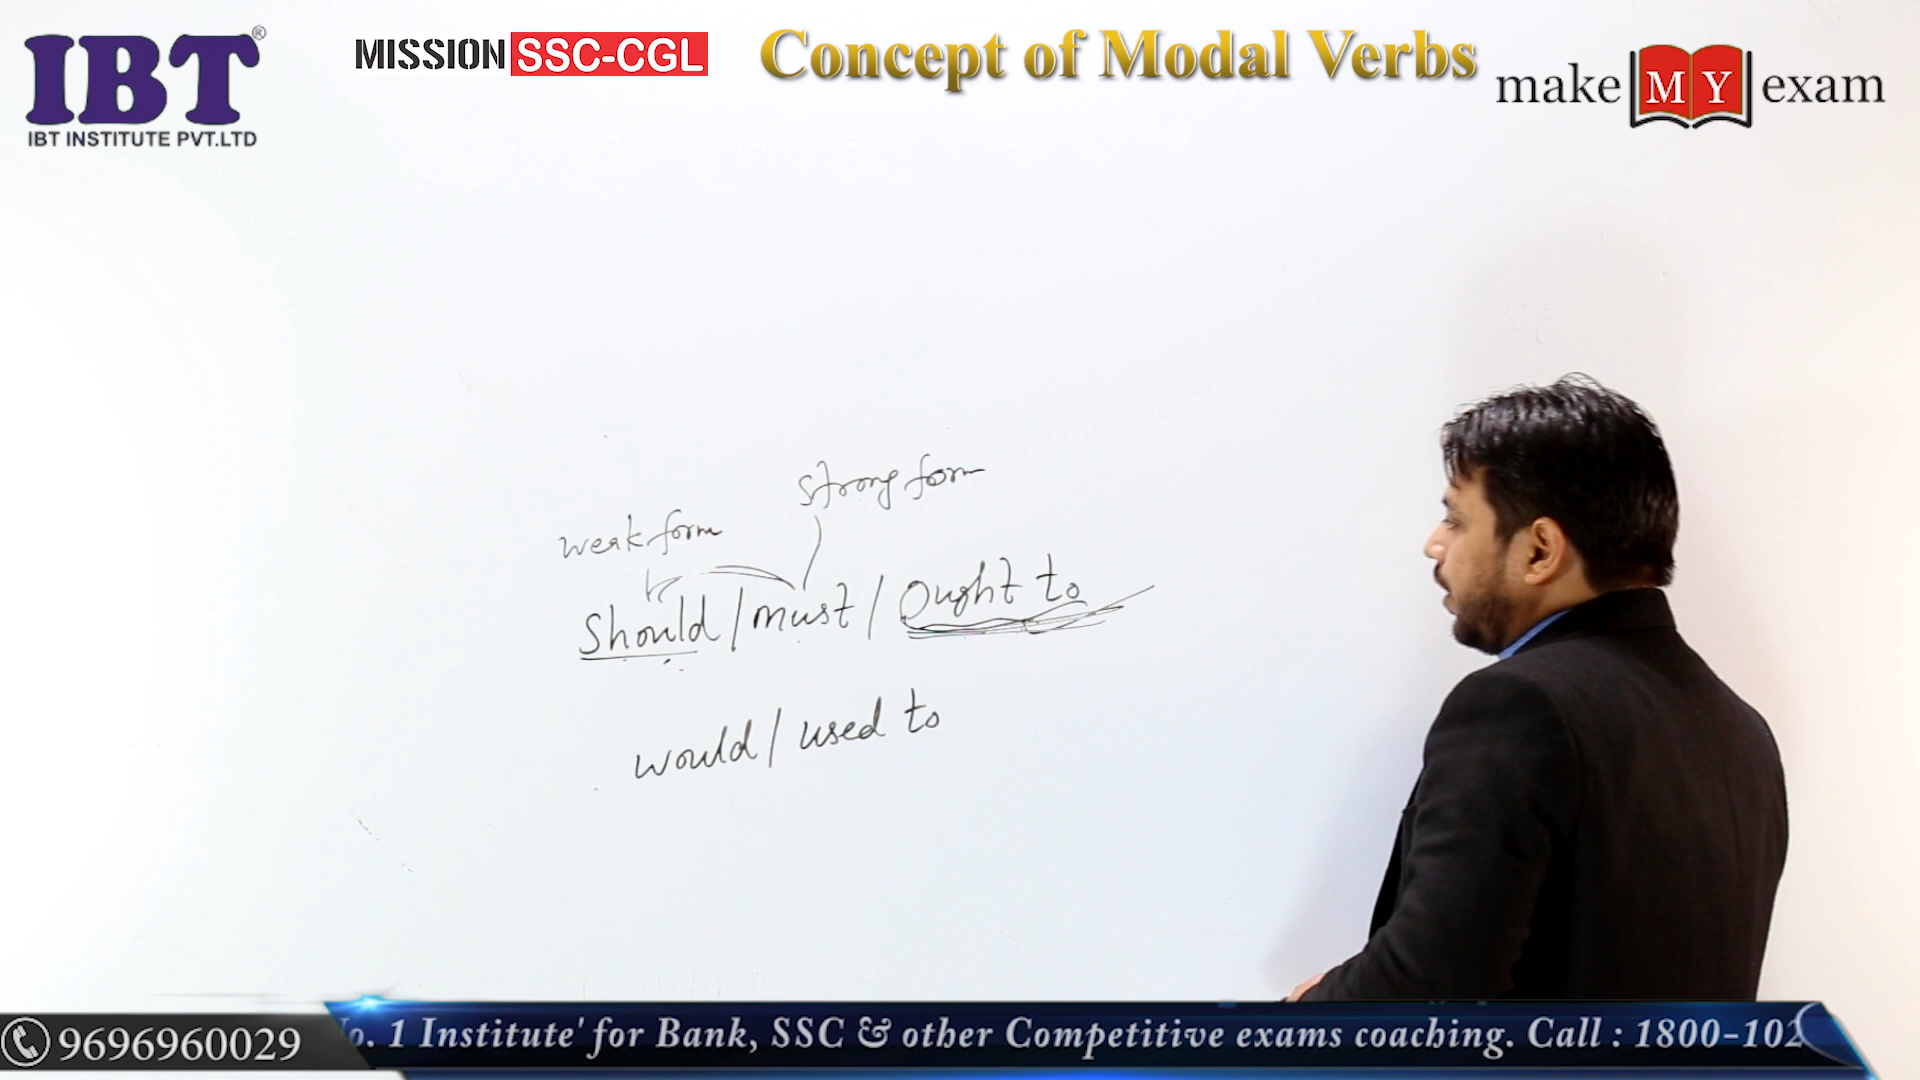 IBT®
IBT INSTITUTE PVT.LTD
MISSION SSC-CGL
Concept of Modal Verbs
make MY exam
strong form
weak form
Should / must / Ought to
would / used to
9696960029
o. 1 Institute' for Bank, SSC & other Competitive exams coaching. Call : 1800-102